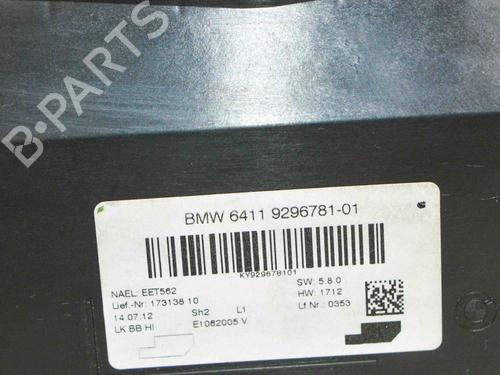 B-PARTS
BMW 6411 9296781-01
KY929678101
NAEL: EET562
SW: 5.8.0
Lief.-Nr: 173138 10
HW: 1712
14.07.12 Sh2 L1
Lf.Nr.: 0353
LK BB HI E1062005 V